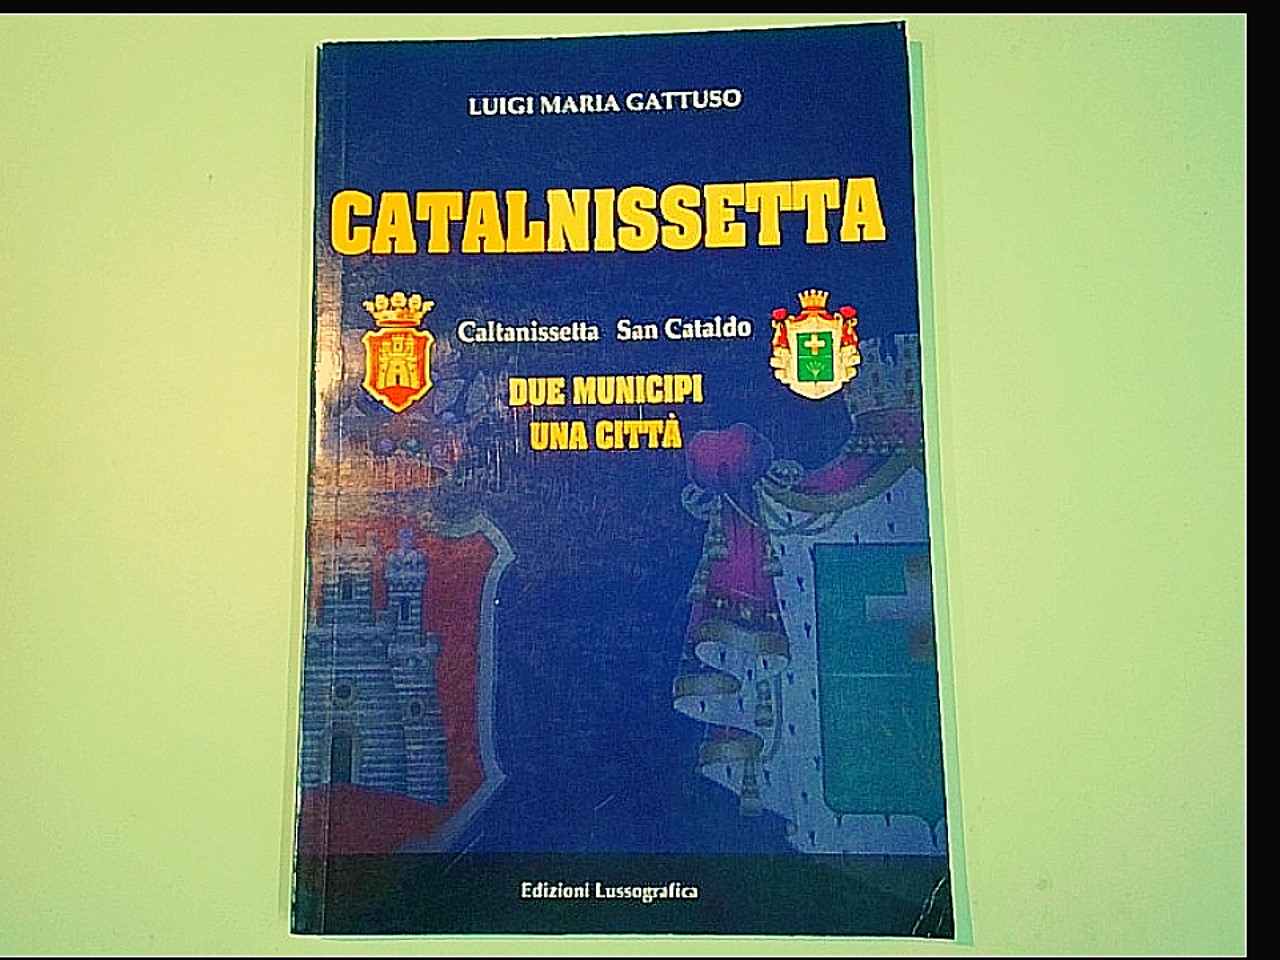 LUIGI MARIA GATTUSO
CATALNISSETTA
Caltanissetta San Cataldo
DUE MUNICIPI
UNA CITTÀ
Edizioni Lussografica